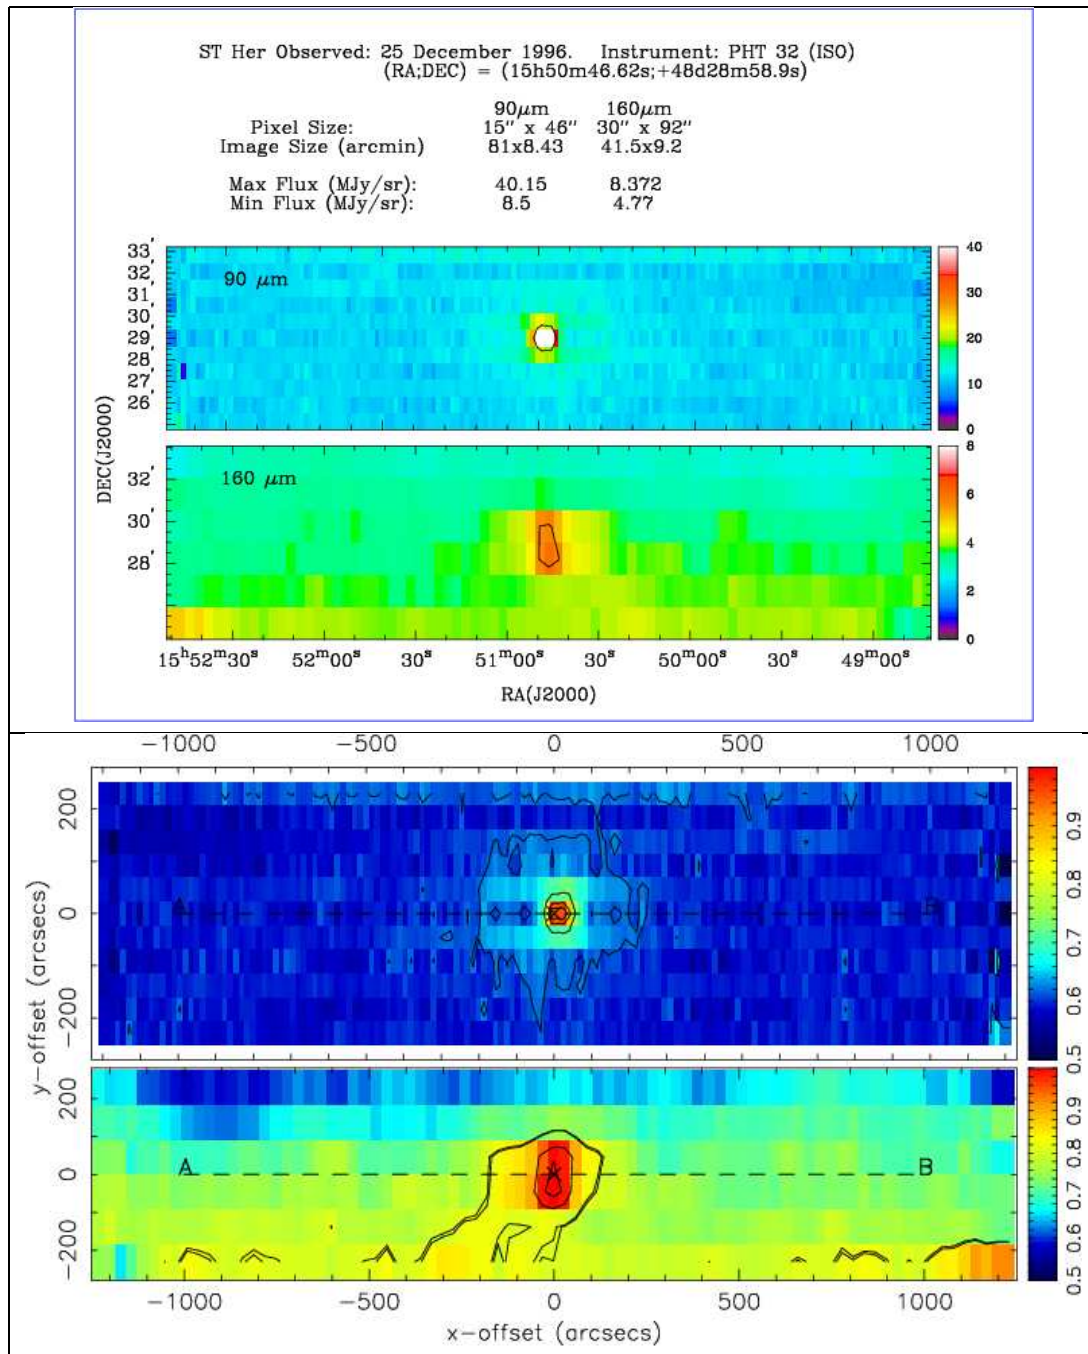 ST Her Observed: 25 December 1996. Instrument: PHT 32 (ISO)
(RA;DEC) = (15h50m46.62s;+48d28m58.9s)
90μm 160μm
Pixel Size: 15" x 46" 30" x 92"
Image Size (arcmin) 81x8.43 41.5x9.2
Max Flux (MJy/sr): 40.15 8.372
Min Flux (MJy/sr): 8.5 4.77
33'
32'
31'
30'
29'
28'
27'
26'
90 μm
40
30
20
10
0
DEC(J2000)
32'
30'
28'
160 μm
8
6
4
2
0
15h52m30s 52m00s 30s 51m00s 30s 50m00s 30s 49m00s
RA(J2000)
−1000 −500 0 500 1000
200
0
−200
A B
0.9
0.8
0.7
0.6
0.5
y−offset (arcsecs)
200
0
−200
A B
0.9
0.8
0.7
0.6
0.5
−1000 −500 0 500 1000
x−offset (arcsecs)